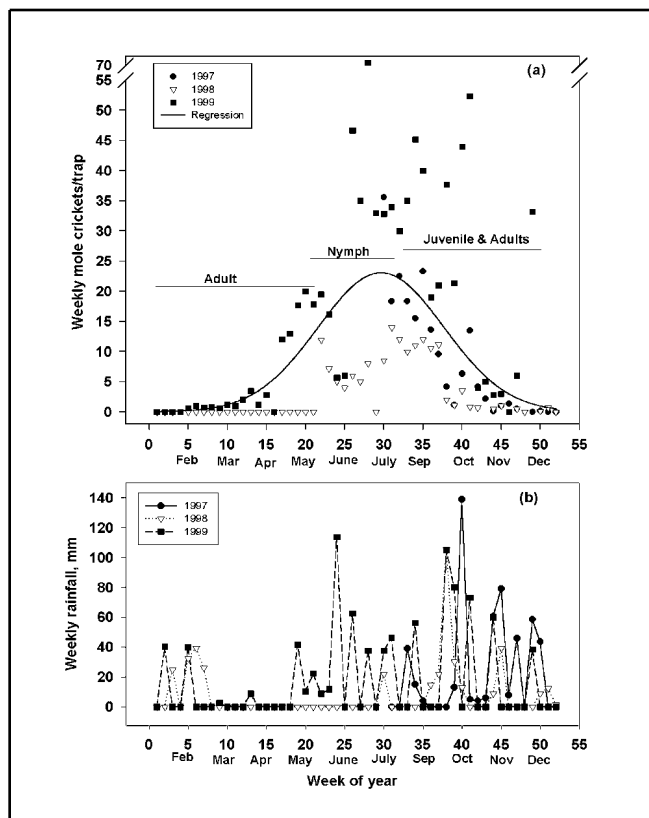 (a)
1997
1998
1999
Regression
Weekly mole crickets/trap
70
55
50
45
40
35
30
25
20
15
10
5
0
Adult
Nymph
Juvenile & Adults
0 5 10 15 20 25 30 35 40 45 50 55
Feb Mar Apr May June July Sep Oct Nov Dec
(b)
1997
1998
1999
Weekly rainfall, mm
140
120
100
80
60
40
20
0
0 5 10 15 20 25 30 35 40 45 50 55
Feb Mar Apr May June July Sep Oct Nov Dec
Week of year